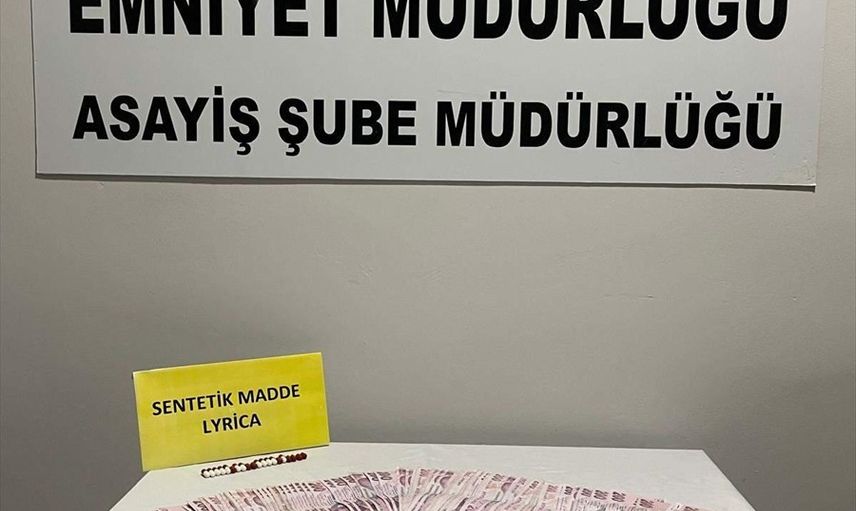 EMNİYET MÜDÜRLÜĞÜ
ASAYİŞ ŞUBE MÜDÜRLÜĞÜ
SENTETİK MADDE
LYRICA